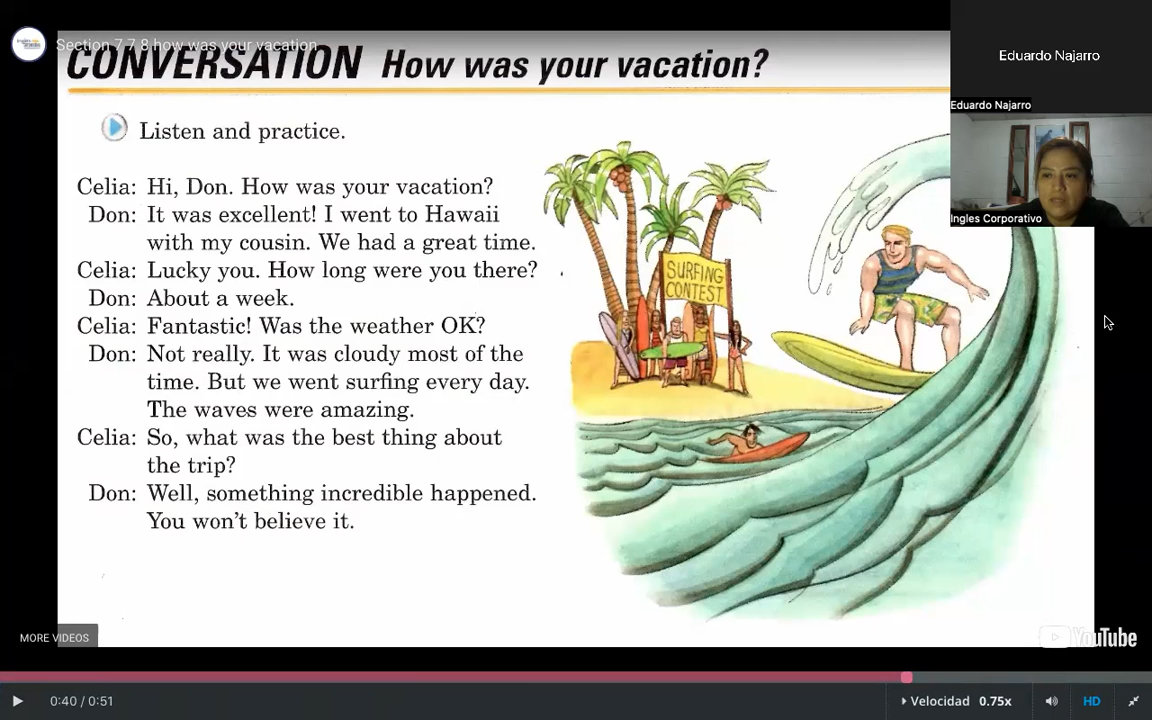 Section 7 7 8 how was your vacation
CONVERSATION How was your vacation?
Listen and practice.
Celia: Hi, Don. How was your vacation?
Don: It was excellent! I went to Hawaii
with my cousin. We had a great time.
Celia: Lucky you. How long were you there?
Don: About a week.
Celia: Fantastic! Was the weather OK?
Don: Not really. It was cloudy most of the
time. But we went surfing every day.
The waves were amazing.
Celia: So, what was the best thing about
the trip?
Don: Well, something incredible happened.
You won't believe it.
SURFING
CONTEST
Eduardo Najarro
Eduardo Najarro
Ingles Corporativo
MORE VIDEOS
YouTube
0:40 / 0:51
Velocidad 0.75x
HD